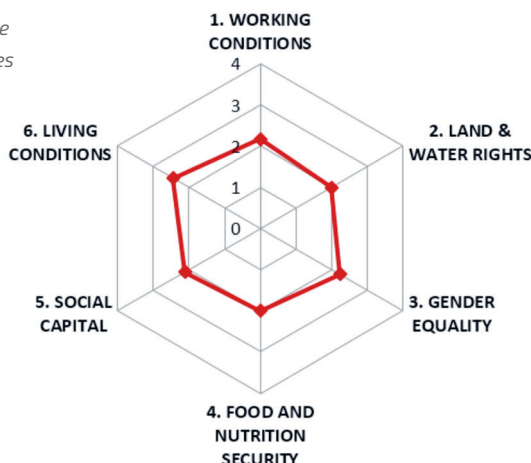 e
es
1. WORKING
CONDITIONS
4
3
2
1
0
2. LAND &
WATER RIGHTS
3. GENDER
EQUALITY
4. FOOD AND
NUTRITION
SECURITY
5. SOCIAL
CAPITAL
6. LIVING
CONDITIONS